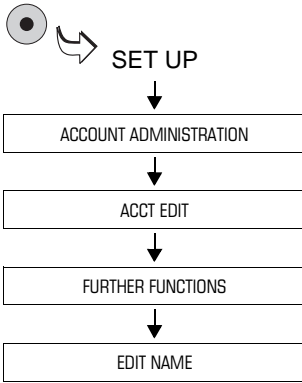 SET UP
ACCOUNT ADMINISTRATION
ACCT EDIT
FURTHER FUNCTIONS
EDIT NAME